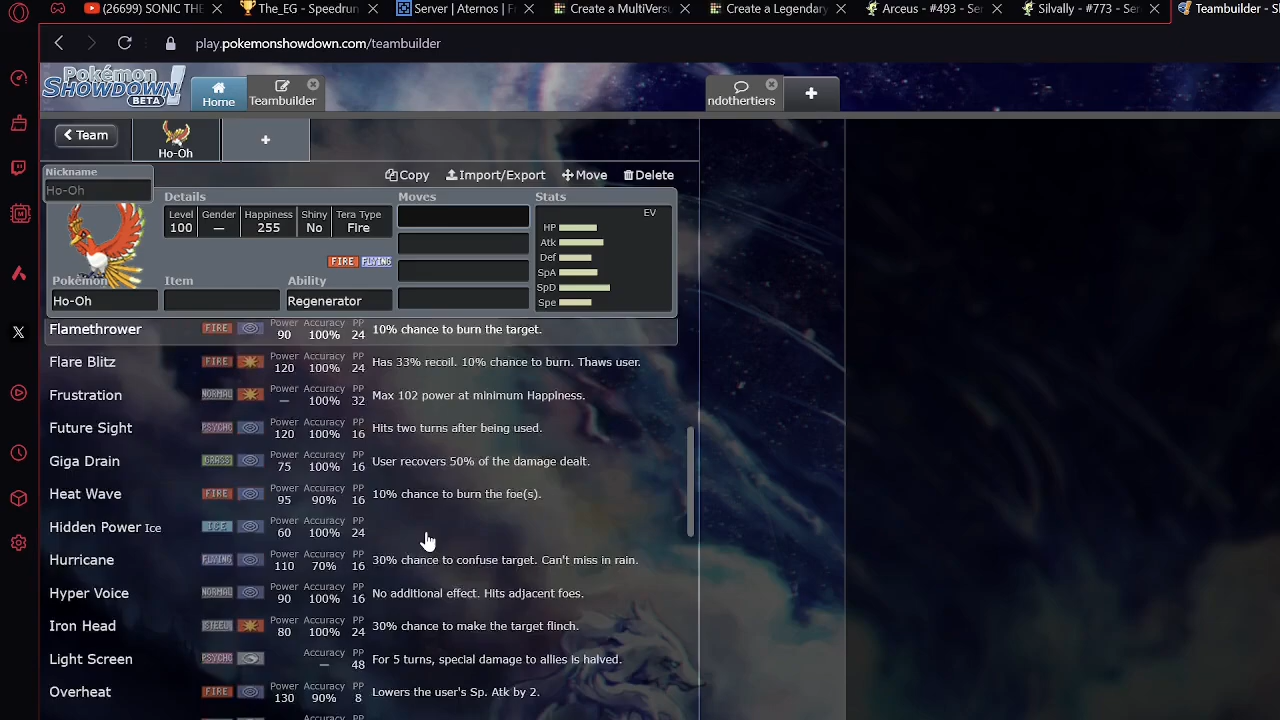 (26699) SONIC THE
The_EG - Speedrun
Server | Aternos | Fr
Create a MultiVersu
Create a Legendary
Arceus - #493 - Ser
Silvally - #773 - Ser
Teambuilder - S
play.pokemonshowdown.com/teambuilder
Pokémon SHOWDOWN! BETA
Home
Teambuilder
ndothertiers
+
< Team
Ho-Oh
+
Nickname
Ho-Oh
Copy Import/Export Move Delete
Details
Moves
Stats
Level Gender Happiness Shiny Tera Type
100 — 255 No Fire
EV
HP
Atk
Def
SpA
SpD
Spe
FIRE FLYING
Pokémon Item Ability
Ho-Oh Regenerator
Flamethrower FIRE Power 90 Accuracy 100% PP 24 10% chance to burn the target.
Flare Blitz FIRE Power 120 Accuracy 100% PP 24 Has 33% recoil. 10% chance to burn. Thaws user.
Frustration NORMAL Power — Accuracy 100% PP 32 Max 102 power at minimum Happiness.
Future Sight PSYCHC Power 120 Accuracy 100% PP 16 Hits two turns after being used.
Giga Drain GRASS Power 75 Accuracy 100% PP 16 User recovers 50% of the damage dealt.
Heat Wave FIRE Power 95 Accuracy 90% PP 16 10% chance to burn the foe(s).
Hidden Power Ice ICE Power 60 Accuracy 100% PP 24
Hurricane FLYING Power 110 Accuracy 70% PP 16 30% chance to confuse target. Can't miss in rain.
Hyper Voice NORMAL Power 90 Accuracy 100% PP 16 No additional effect. Hits adjacent foes.
Iron Head STEEL Power 80 Accuracy 100% PP 24 30% chance to make the target flinch.
Light Screen PSYCHC Accuracy — PP 48 For 5 turns, special damage to allies is halved.
Overheat FIRE Power 130 Accuracy 90% PP 8 Lowers the user's Sp. Atk by 2.